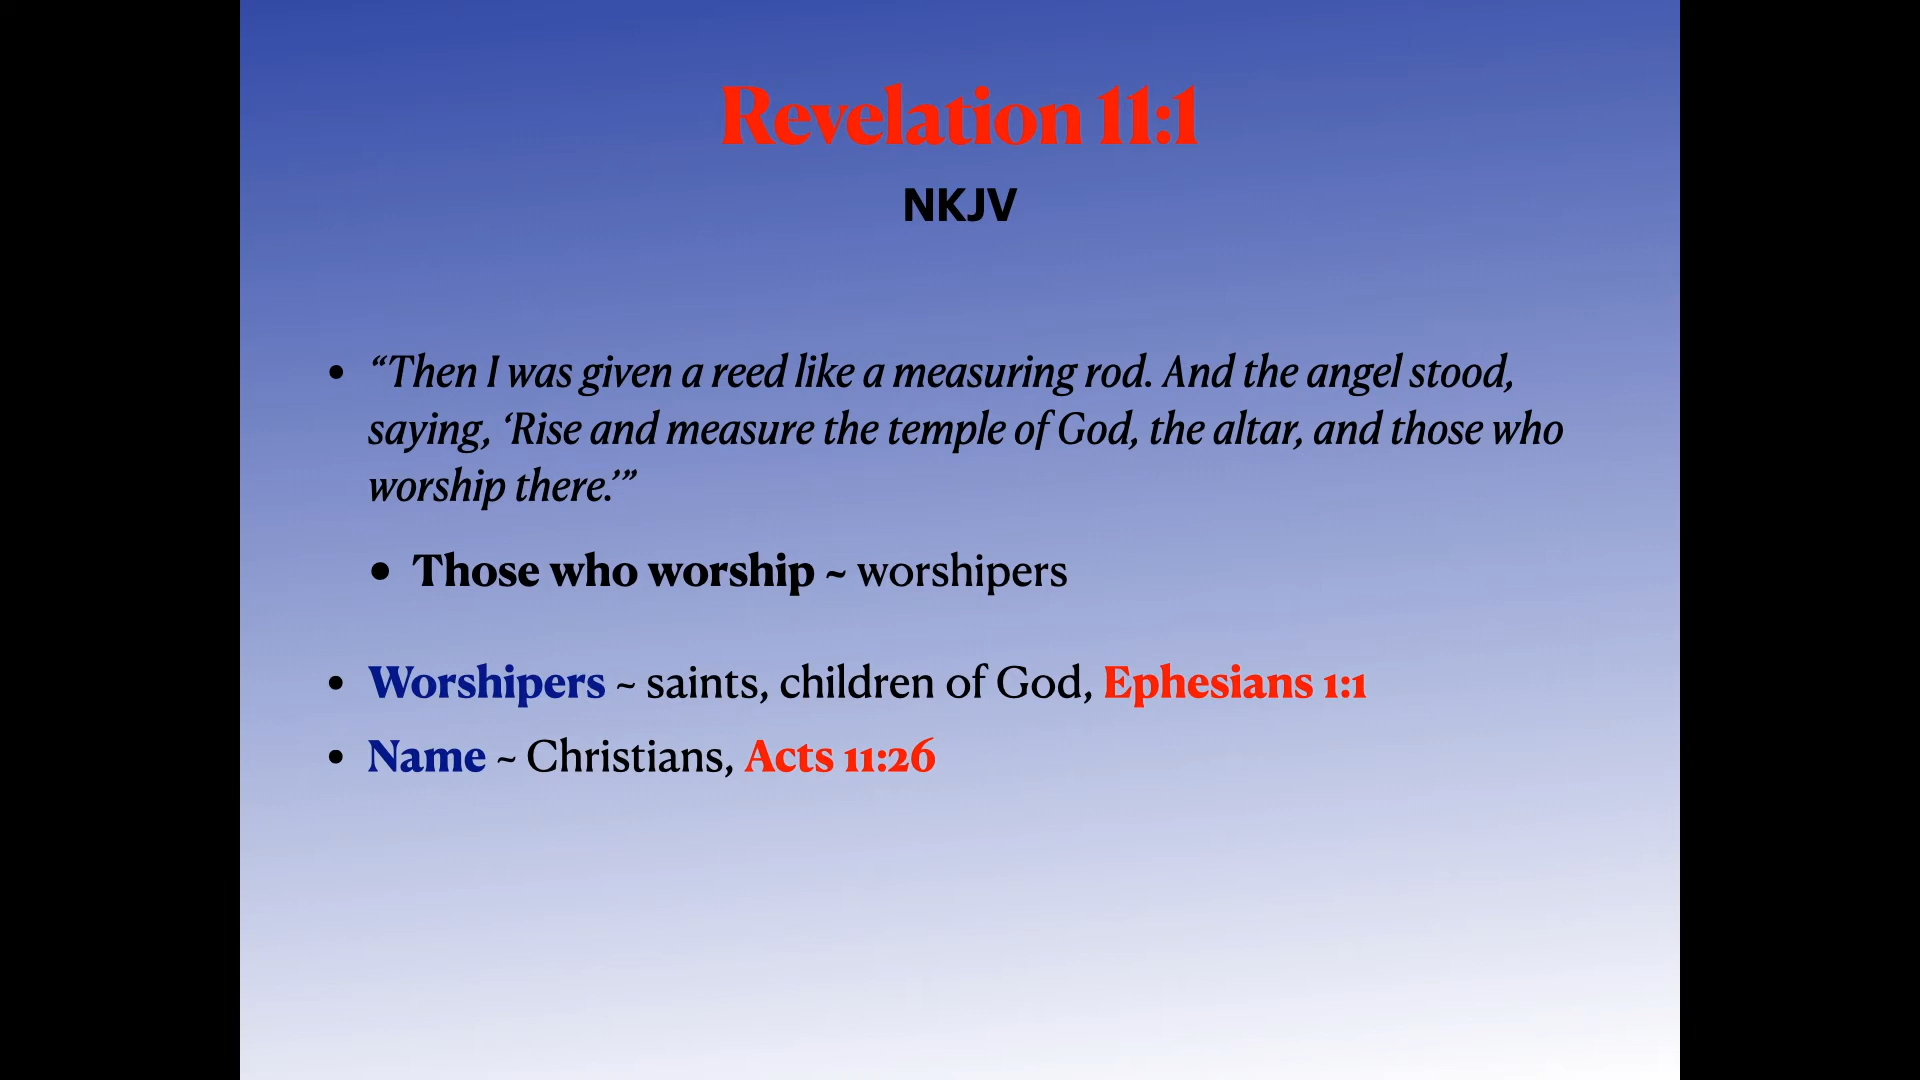 Revelation 11:1
NKJV
• “Then I was given a reed like a measuring rod. And the angel stood,
saying, ‘Rise and measure the temple of God, the altar, and those who
worship there.’”
• Those who worship ~ worshipers
• Worshipers ~ saints, children of God, Ephesians 1:1
• Name ~ Christians, Acts 11:26